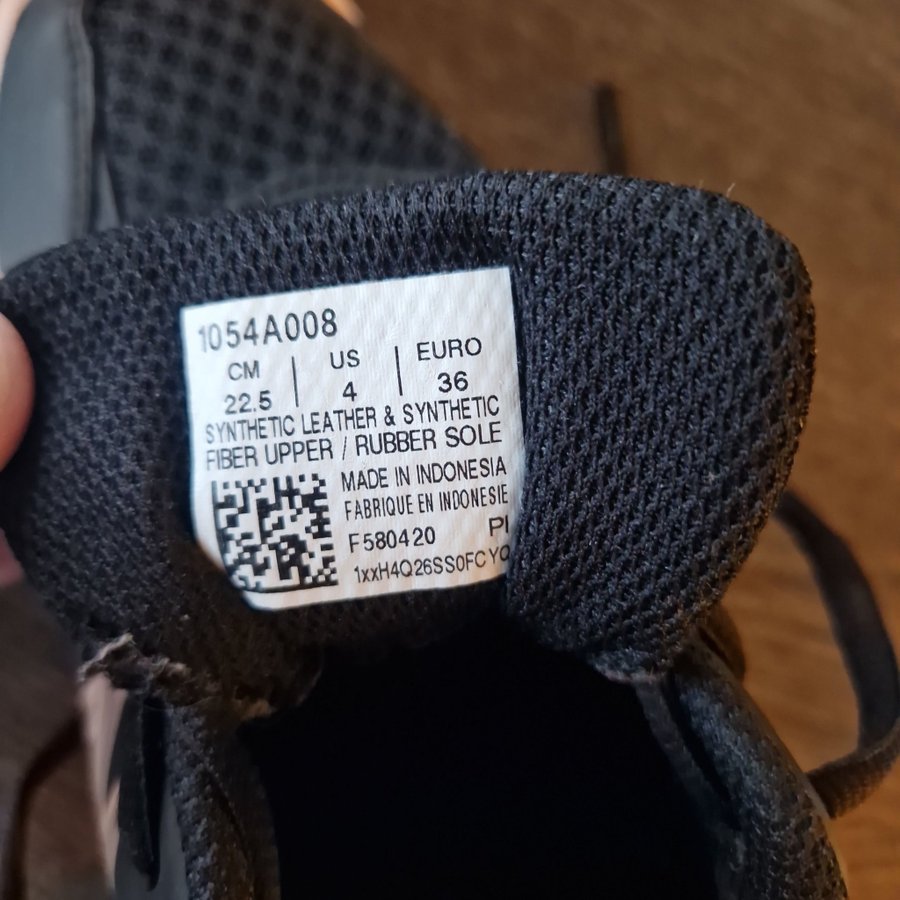 1054A008
CM | US | EURO
22.5 | 4 | 36
SYNTHETIC LEATHER & SYNTHETIC
FIBER UPPER / RUBBER SOLE
MADE IN INDONESIA
FABRIQUE EN INDONESIE
F580420 PI
1xxH4Q26SS0FCYO